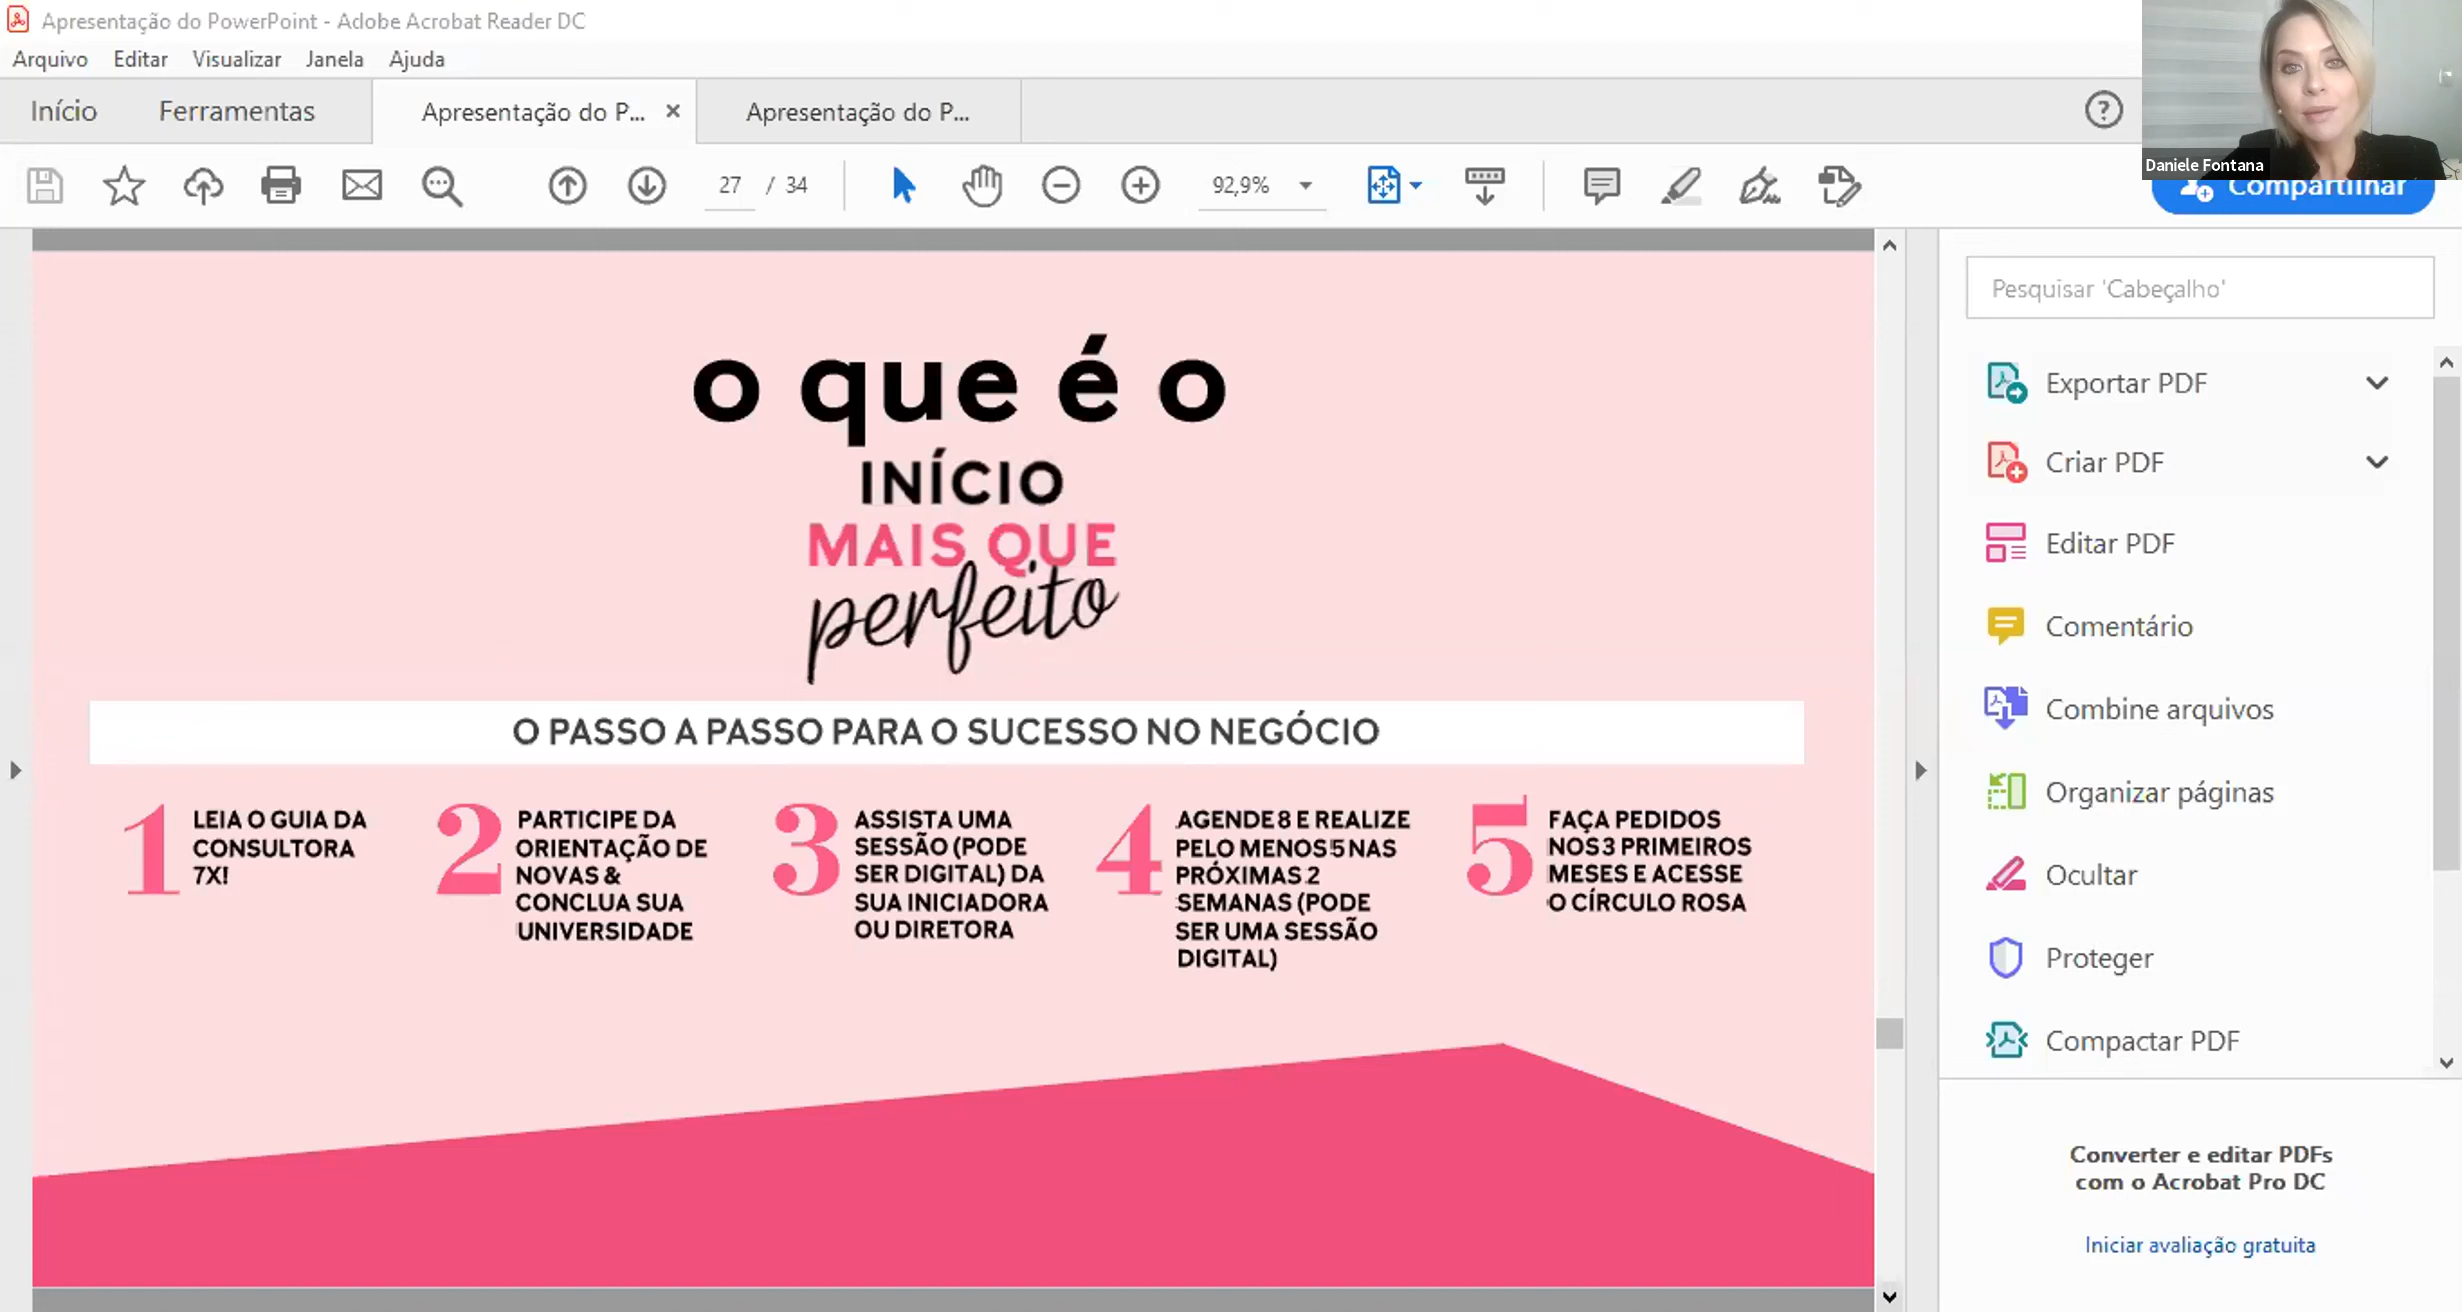 Apresentação do PowerPoint - Adobe Acrobat Reader DC
Arquivo Editar Visualizar Janela Ajuda
Início Ferramentas Apresentação do P... Apresentação do P...
27 / 34 92,9%
Daniele Fontana
Compartilhar
o que é o
INÍCIO
MAIS QUE
perfeito
O PASSO A PASSO PARA O SUCESSO NO NEGÓCIO
1
LEIA O GUIA DA
CONSULTORA
7X!
2
PARTICIPE DA
ORIENTAÇÃO DE
NOVAS &
CONCLUA SUA
UNIVERSIDADE
3
ASSISTA UMA
SESSÃO (PODE
SER DIGITAL) DA
SUA INICIADORA
OU DIRETORA
4
AGENDE 8 E REALIZE
PELO MENOS 5 NAS
PRÓXIMAS 2
SEMANAS (PODE
SER UMA SESSÃO
DIGITAL)
5
FAÇA PEDIDOS
NOS 3 PRIMEIROS
MESES E ACESSE
O CÍRCULO ROSA
Pesquisar 'Cabeçalho'
Exportar PDF
Criar PDF
Editar PDF
Comentário
Combine arquivos
Organizar páginas
Ocultar
Proteger
Compactar PDF
Converter e editar PDFs
com o Acrobat Pro DC
Iniciar avaliação gratuita